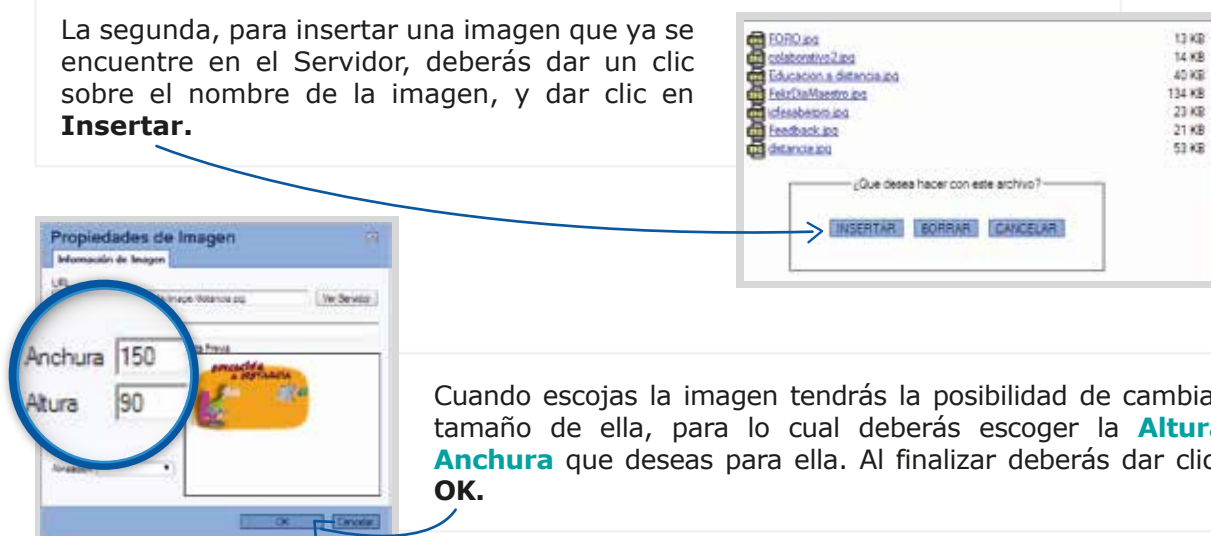 La segunda, para insertar una imagen que ya se
encuentre en el Servidor, deberás dar un clic
sobre el nombre de la imagen, y dar clic en
Insertar.
FORO.jpg 13 KB
colaborativo2.jpg 14 KB
Educacion a distancia.jpg 40 KB
FelizDiaMaestro.jpg 134 KB
icfesaberpro.jpg 23 KB
Feedback.jpg 21 KB
distancia.jpg 53 KB
¿Que desea hacer con este archivo?
INSERTAR BORRAR CANCELAR
Propiedades de Imagen
Información de Imagen
URL
Ver Servidor
Anchura 150
Altura 90
EDUCACIÓN
A DISTANCIA
OK Cancelar
Cuando escojas la imagen tendrás la posibilidad de cambia
tamaño de ella, para lo cual deberás escoger la Altura
Anchura que deseas para ella. Al finalizar deberás dar clic
OK.